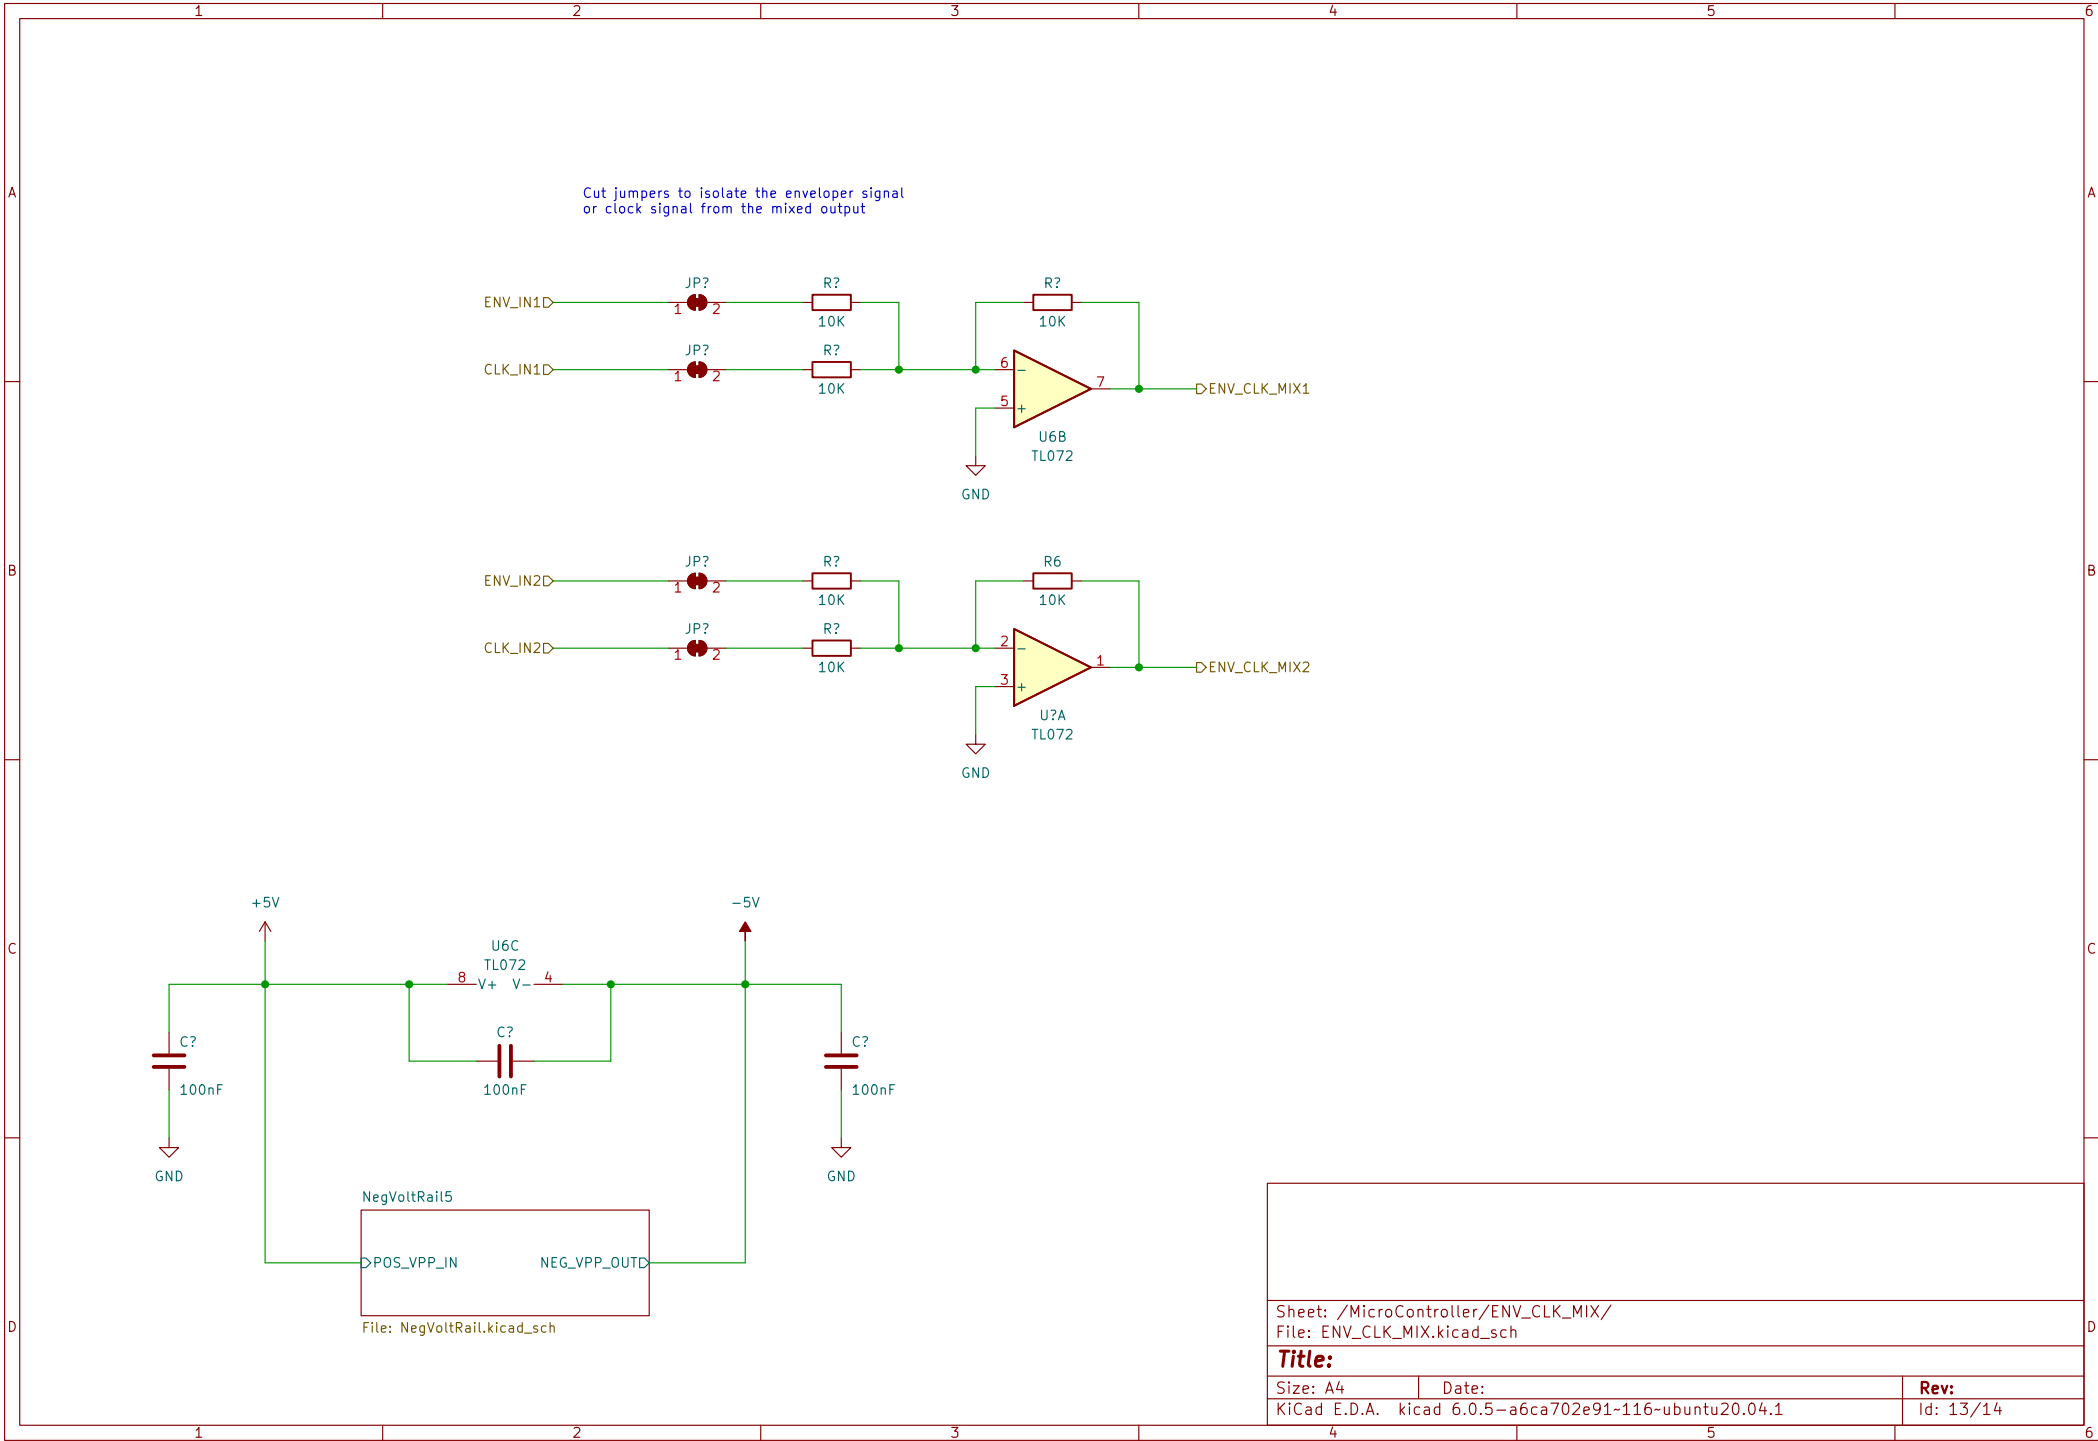 1 2 3 4 5 6
A A
Cut jumpers to isolate the enveloper signal
or clock signal from the mixed output
JP? R? R?
ENV_IN1 1 2 10K 10K
JP? R?
CLK_IN1 1 2 10K
6 −
5 +
7
ENV_CLK_MIX1
U6B
TL072
GND
B B
JP? R? R6
ENV_IN2 1 2 10K 10K
JP? R?
CLK_IN2 1 2 10K
2 −
3 +
1
ENV_CLK_MIX2
U?A
TL072
GND
+5V −5V
C C
U6C
TL072
8 V+ V− 4
C?
100nF
C?
100nF
C?
100nF
GND GND
NegVoltRail5
POS_VPP_IN NEG_VPP_OUT
File: NegVoltRail.kicad_sch
D D
Sheet: /MicroController/ENV_CLK_MIX/
File: ENV_CLK_MIX.kicad_sch
Title:
Size: A4 Date: Rev:
KiCad E.D.A. kicad 6.0.5−a6ca702e91~116~ubuntu20.04.1 Id: 13/14
1 2 3 4 5 6